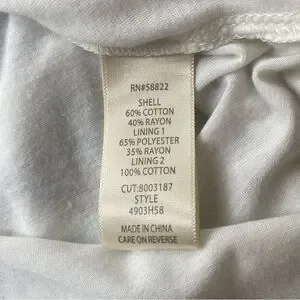 RN#58822
SHELL
60% COTTON
40% RAYON
LINING 1
65% POLYESTER
35% RAYON
LINING 2
100% COTTON
CUT:8003187
STYLE
4903H58
MADE IN CHINA
CARE ON REVERSE